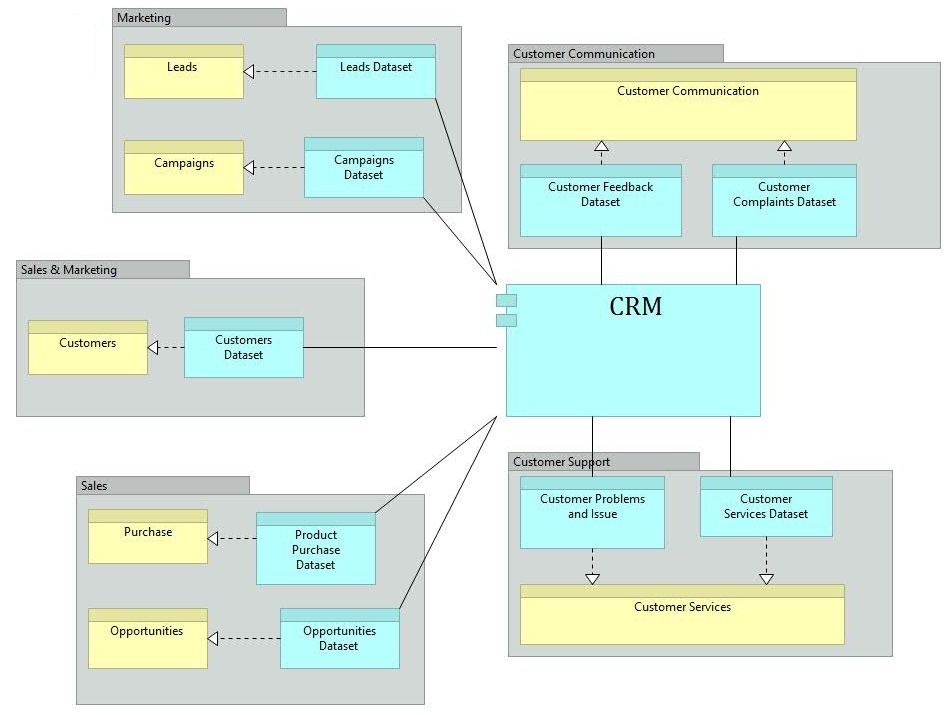 Marketing
Leads
Leads Dataset
Campaigns
Campaigns
Dataset
Customer Communication
Customer Communication
Customer Feedback
Dataset
Customer
Complaints Dataset
Sales & Marketing
Customers
Customers
Dataset
CRM
Sales
Purchase
Product
Purchase
Dataset
Opportunities
Opportunities
Dataset
Customer Support
Customer Problems
and Issue
Customer
Services Dataset
Customer Services